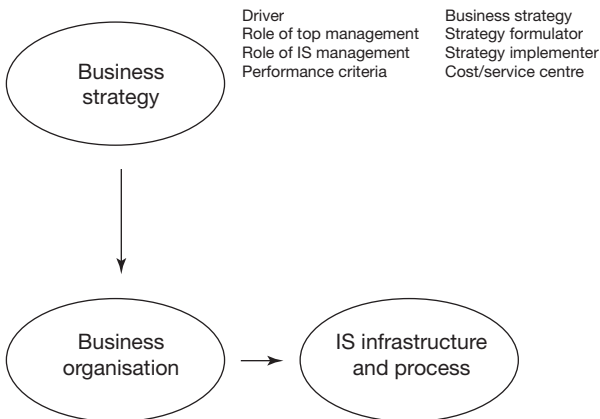 Driver Business strategy
Role of top management Strategy formulator
Role of IS management Strategy implementer
Performance criteria Cost/service centre
Business
strategy
Business
organisation
IS infrastructure
and process